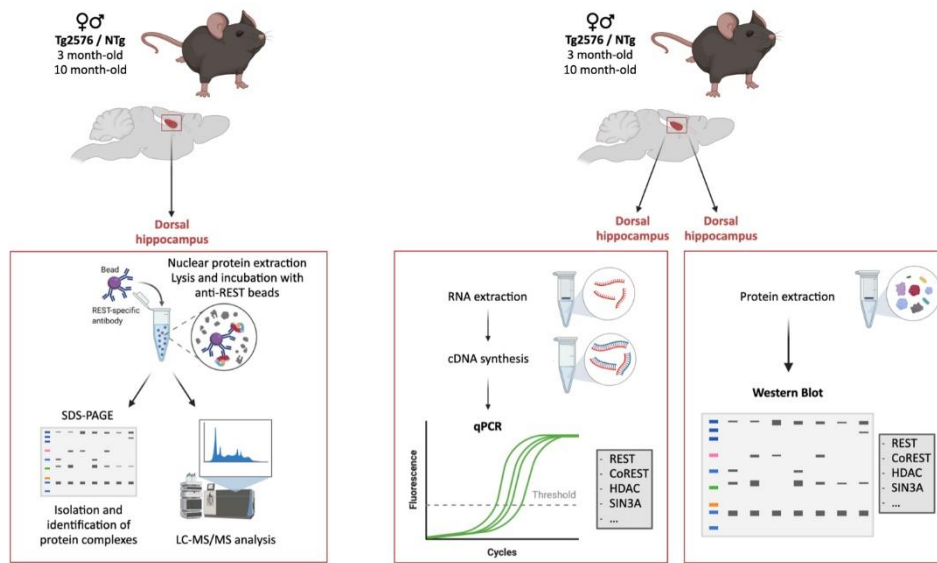 ♀♂
Tg2576 / NTg
3 month-old
10 month-old
Dorsal
hippocampus
Bead
REST-specific
antibody
Nuclear protein extraction
Lysis and incubation with
anti-REST beads
SDS-PAGE
Isolation and
identification of
protein complexes
LC-MS/MS analysis
♀♂
Tg2576 / NTg
3 month-old
10 month-old
Dorsal
hippocampus
Dorsal
hippocampus
RNA extraction
cDNA synthesis
qPCR
Fluorescence
Threshold
Cycles
- REST
- CoREST
- HDAC
- SIN3A
- ...
Protein extraction
Western Blot
- REST
- CoREST
- HDAC
- SIN3A
- ...